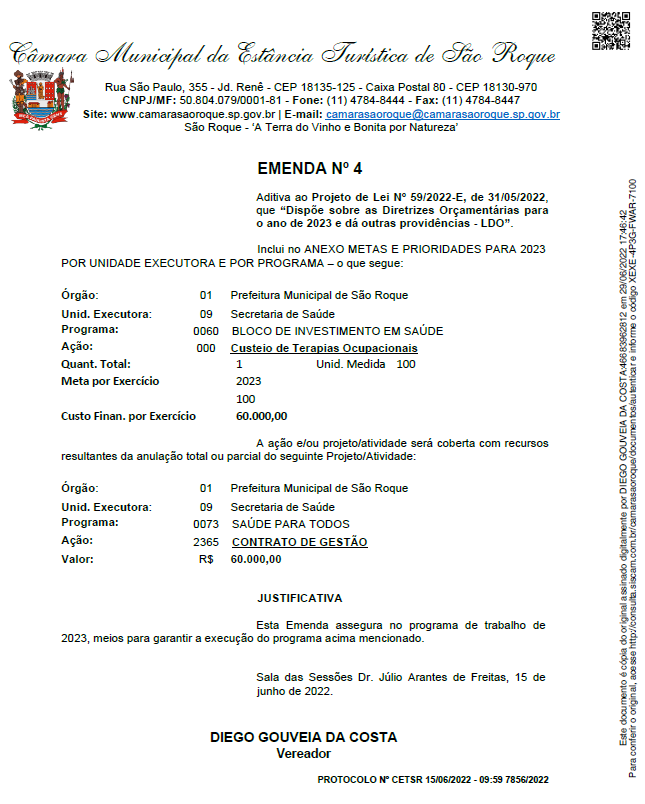 Câmara Municipal da Estância Turística de São Roque
Rua São Paulo, 355 - Jd. Renê - CEP 18135-125 - Caixa Postal 80 - CEP 18130-970
CNPJ/MF: 50.804.079/0001-81 - Fone: (11) 4784-8444 - Fax: (11) 4784-8447
Site: www.camarasaoroque.sp.gov.br | E-mail: camarasaoroque@camarasaoroque.sp.gov.br
São Roque - 'A Terra do Vinho e Bonita por Natureza'
EMENDA Nº 4
Aditiva ao Projeto de Lei Nº 59/2022-E, de 31/05/2022,
que “Dispõe sobre as Diretrizes Orçamentárias para
o ano de 2023 e dá outras providências - LDO”.
Inclui no ANEXO METAS E PRIORIDADES PARA 2023
POR UNIDADE EXECUTORA E POR PROGRAMA – o que segue:
Órgão: 01 Prefeitura Municipal de São Roque
Unid. Executora: 09 Secretaria de Saúde
Programa: 0060 BLOCO DE INVESTIMENTO EM SAÚDE
Ação: 000 Custeio de Terapias Ocupacionais
Quant. Total: 1 Unid. Medida 100
Meta por Exercício 2023
100
Custo Finan. por Exercício 60.000,00
A ação e/ou projeto/atividade será coberta com recursos
resultantes da anulação total ou parcial do seguinte Projeto/Atividade:
Órgão: 01 Prefeitura Municipal de São Roque
Unid. Executora: 09 Secretaria de Saúde
Programa: 0073 SAÚDE PARA TODOS
Ação: 2365 CONTRATO DE GESTÃO
Valor: R$ 60.000,00
JUSTIFICATIVA
Esta Emenda assegura no programa de trabalho de
2023, meios para garantir a execução do programa acima mencionado.
Sala das Sessões Dr. Júlio Arantes de Freitas, 15 de
junho de 2022.
DIEGO GOUVEIA DA COSTA
Vereador
PROTOCOLO Nº CETSR 15/06/2022 - 09:59 7856/2022
Este documento é cópia do original assinado digitalmente por DIEGO GOUVEIA DA COSTA:46683962812 em 29/06/2022 17:46:42
Para conferir o original, acesse http://consulta.siscam.com.br/camarasaoroque/documentos/autenticar e informe o código XEXE-4P3G-FWAR-7100